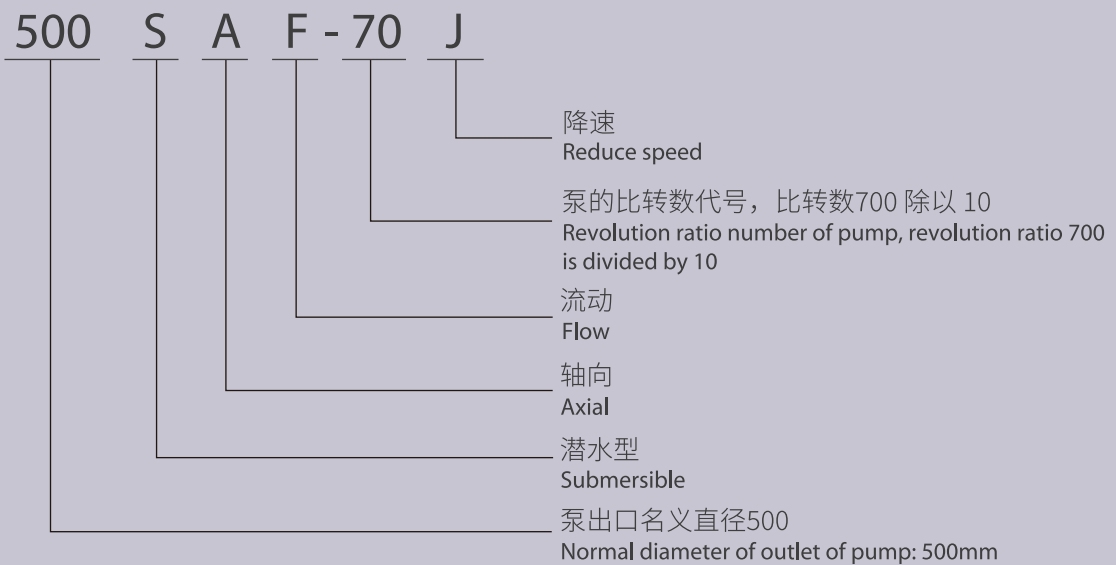 500 S A F - 70 J
降速
Reduce speed
泵的比转数代号，比转数700 除以 10
Revolution ratio number of pump, revolution ratio 700
is divided by 10
流动
Flow
轴向
Axial
潜水型
Submersible
泵出口名义直径500
Normal diameter of outlet of pump: 500mm